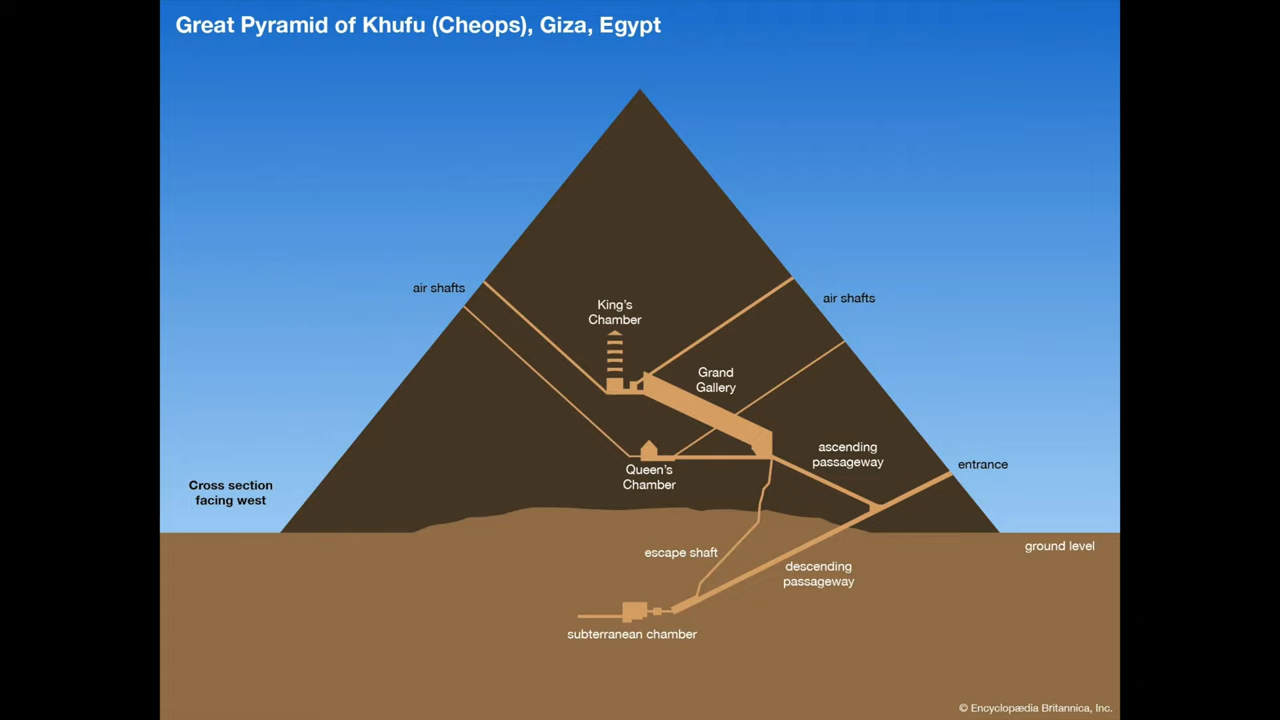 Great Pyramid of Khufu (Cheops), Giza, Egypt
air shafts
King's
Chamber
air shafts
Grand
Gallery
ascending
passageway
entrance
Queen's
Chamber
Cross section
facing west
ground level
escape shaft
descending
passageway
subterranean chamber
© Encyclopædia Britannica, Inc.